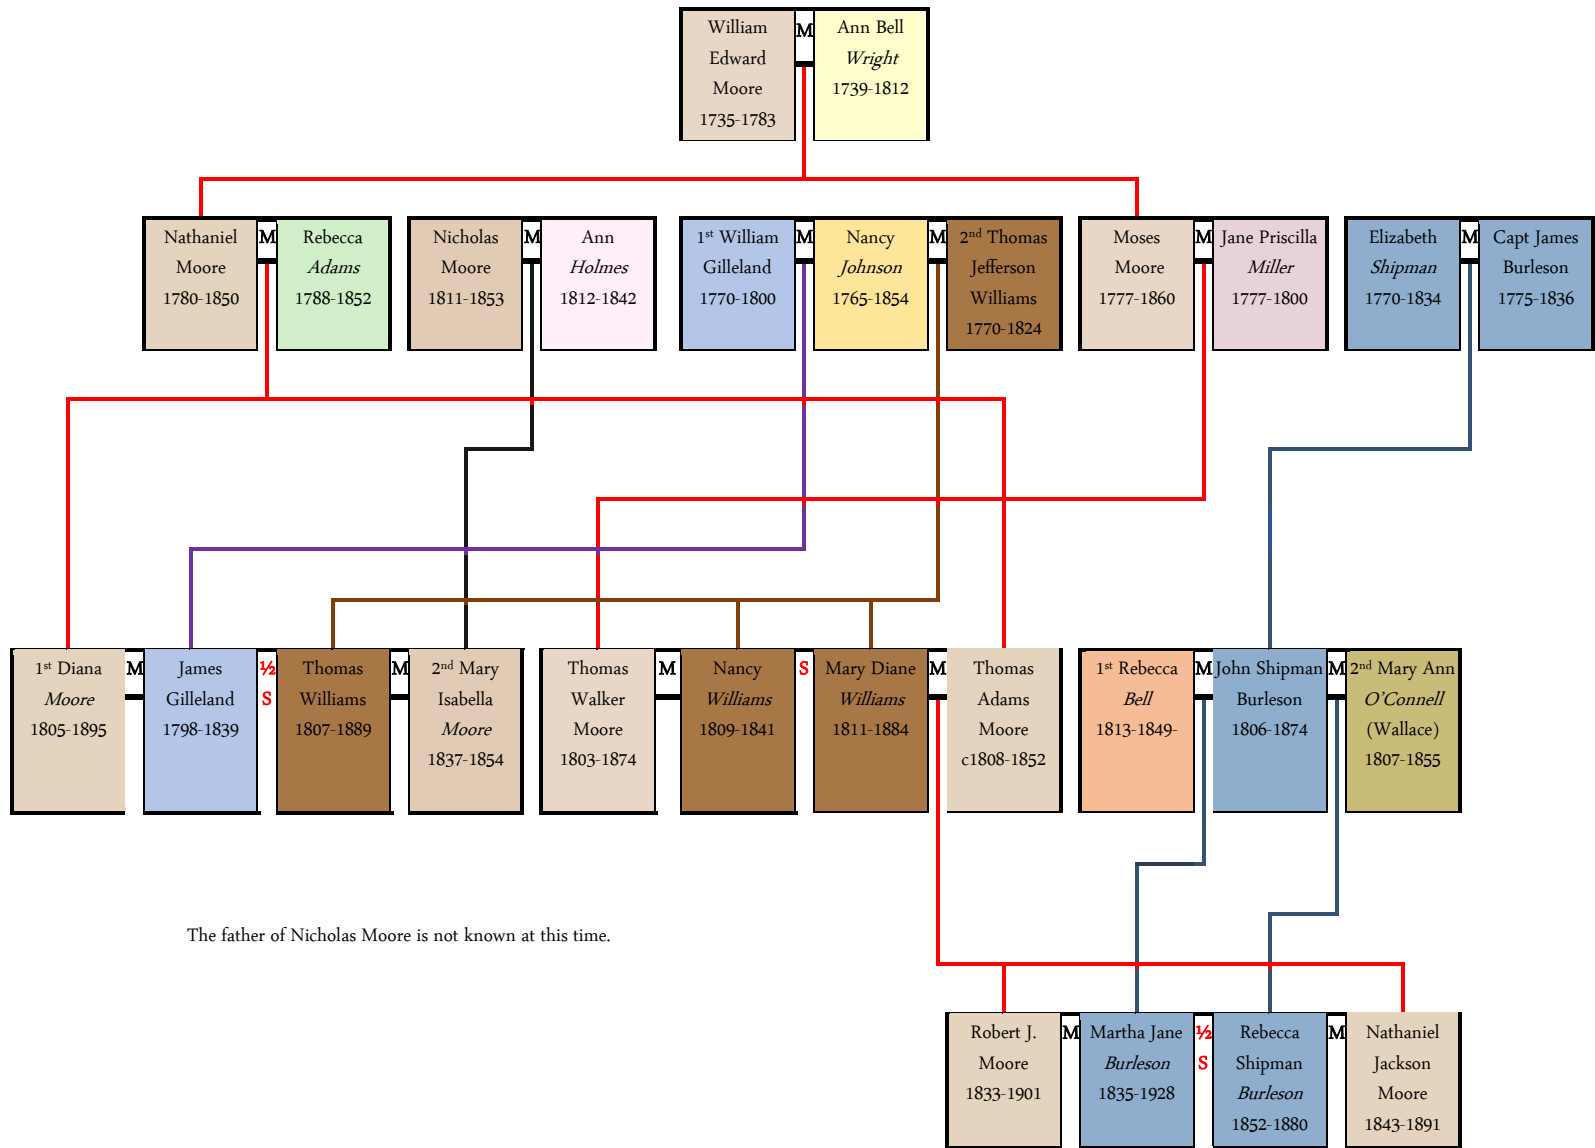 William
Edward
Moore
1735-1783
M
Ann Bell
Wright
1739-1812
Nathaniel
Moore
1780-1850
M
Rebecca
Adams
1788-1852
Nicholas
Moore
1811-1853
M
Ann
Holmes
1812-1842
1st William
Gilleland
1770-1800
M
Nancy
Johnson
1765-1854
M
2nd Thomas
Jefferson
Williams
1770-1824
Moses
Moore
1777-1860
M
Jane Priscilla
Miller
1777-1800
Elizabeth
Shipman
1770-1834
M
Capt James
Burleson
1775-1836
1st Diana
Moore
1805-1895
M
James
Gilleland
1798-1839
½
S
Thomas
Williams
1807-1889
M
2nd Mary
Isabella
Moore
1837-1854
Thomas
Walker
Moore
1803-1874
M
Nancy
Williams
1809-1841
S
Mary Diane
Williams
1811-1884
M
Thomas
Adams
Moore
c1808-1852
1st Rebecca
Bell
1813-1849-
M
John Shipman
Burleson
1806-1874
M
2nd Mary Ann
O'Connell
(Wallace)
1807-1855
The father of Nicholas Moore is not known at this time.
Robert J.
Moore
1833-1901
M
Martha Jane
Burleson
1835-1928
½
S
Rebecca
Shipman
Burleson
1852-1880
M
Nathaniel
Jackson
Moore
1843-1891